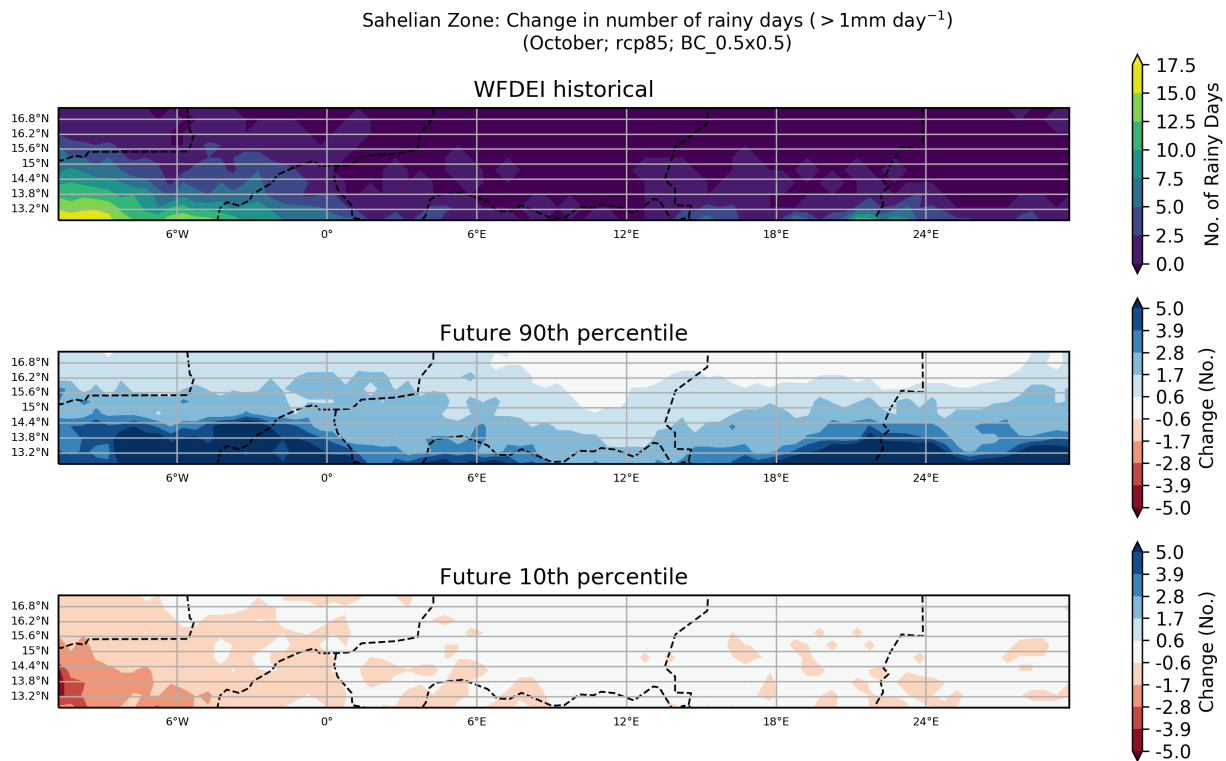 Sahelian Zone: Change in number of rainy days (> 1mm day⁻¹)
(October; rcp85; BC_0.5x0.5)
WFDEI historical
16.8°N
16.2°N
15.6°N
15°N
14.4°N
13.8°N
13.2°N
6°W 0° 6°E 12°E 18°E 24°E
17.5
15.0
12.5
10.0
7.5
5.0
2.5
0.0
No. of Rainy Days
Future 90th percentile
16.8°N
16.2°N
15.6°N
15°N
14.4°N
13.8°N
13.2°N
6°W 0° 6°E 12°E 18°E 24°E
5.0
3.9
2.8
1.7
0.6
-0.6
-1.7
-2.8
-3.9
-5.0
Change (No.)
Future 10th percentile
16.8°N
16.2°N
15.6°N
15°N
14.4°N
13.8°N
13.2°N
6°W 0° 6°E 12°E 18°E 24°E
5.0
3.9
2.8
1.7
0.6
-0.6
-1.7
-2.8
-3.9
-5.0
Change (No.)